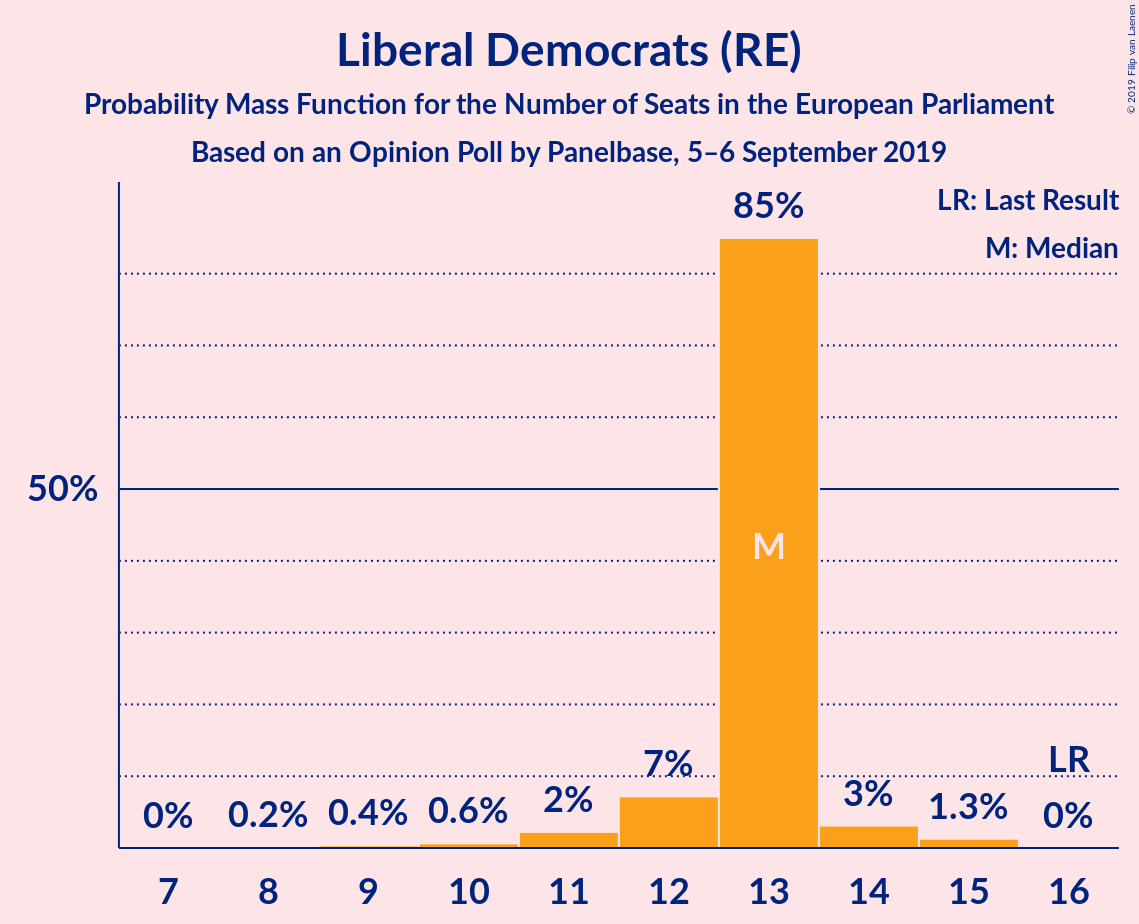 Liberal Democrats (RE)
Probability Mass Function for the Number of Seats in the European Parliament
Based on an Opinion Poll by Panelbase, 5–6 September 2019
© 2019 Filip van Laenen
LR: Last Result
M: Median
85%
50%
M
7%
LR
0%
0.2%
0.4%
0.6%
2%
3%
1.3%
0%
7 8 9 10 11 12 13 14 15 16